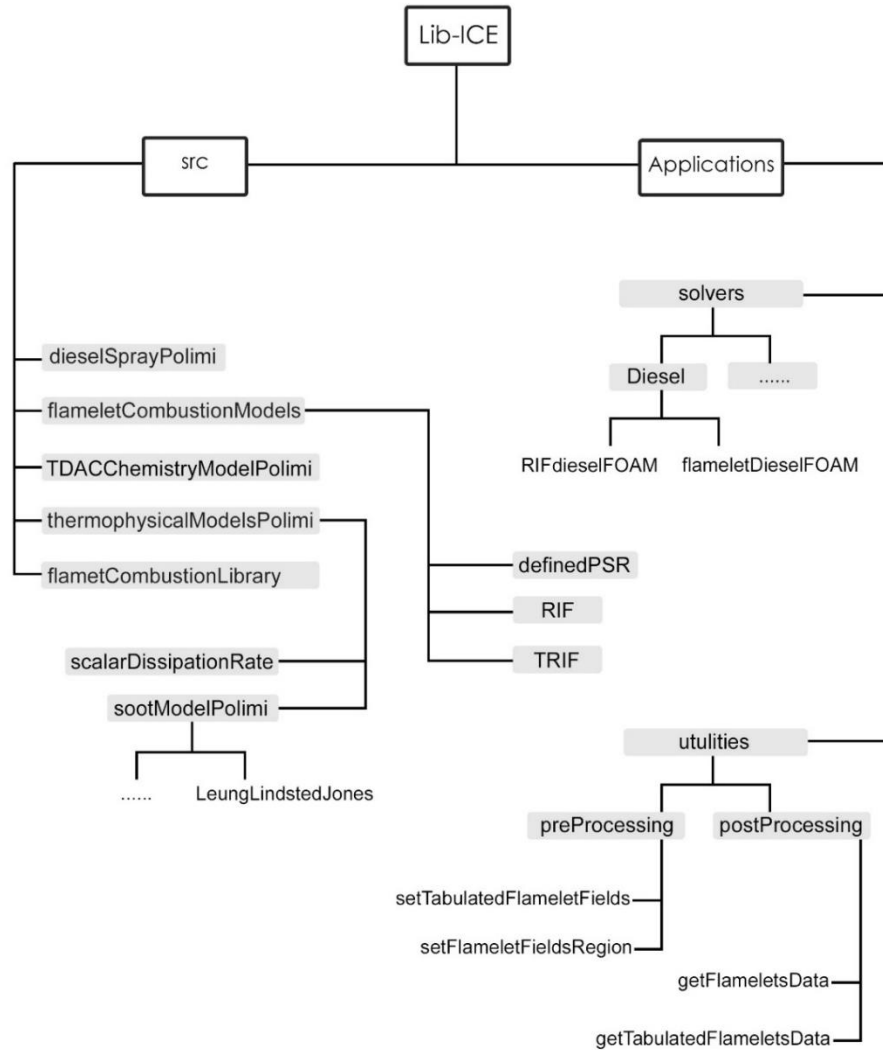 Lib-ICE
src
Applications
solvers
Diesel
......
RIFdieselFOAM
flameletDieselFOAM
dieselSprayPolimi
flameletCombustionModels
TDACChemistryModelPolimi
thermophysicalModelsPolimi
flametCombustionLibrary
definedPSR
RIF
TRIF
scalarDissipationRate
sootModelPolimi
......
LeungLindstedJones
utulities
preProcessing
postProcessing
setTabulatedFlameletFields
setFlameletFieldsRegion
getFlameletsData
getTabulatedFlameletsData